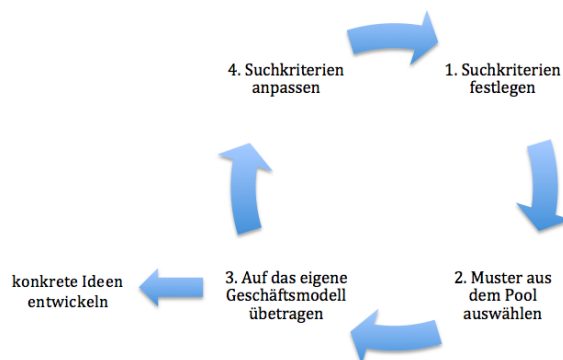 1. Suchkriterien
festlegen
2. Muster aus
dem Pool
auswählen
3. Auf das eigene
Geschäftsmodell
übetragen
konkrete Ideen
entwickeln
4. Suchkriterien
anpassen